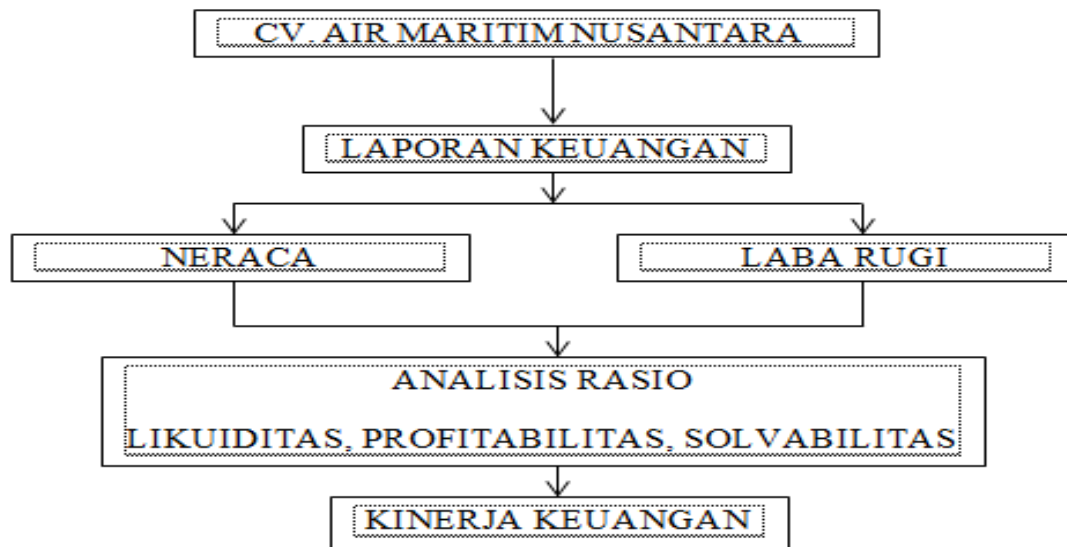 CV. AIR MARITIM NUSANTARA
LAPORAN KEUANGAN
NERACA
LABA RUGI
ANALISIS RASIO
LIKUIDITAS, PROFITABILITAS, SOLVABILITAS
KINERJA KEUANGAN